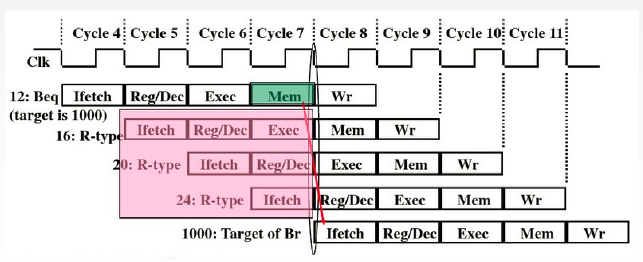 Cycle 4 Cycle 5 Cycle 6 Cycle 7 Cycle 8 Cycle 9 Cycle 10 Cycle 11
Clk
12: Beq Ifetch Reg/Dec Exec Mem Wr
(target is 1000)
16: R-type Ifetch Reg/Dec Exec Mem Wr
20: R-type Ifetch Reg/Dec Exec Mem Wr
24: R-type Ifetch Reg/Dec Exec Mem Wr
1000: Target of Br Ifetch Reg/Dec Exec Mem Wr